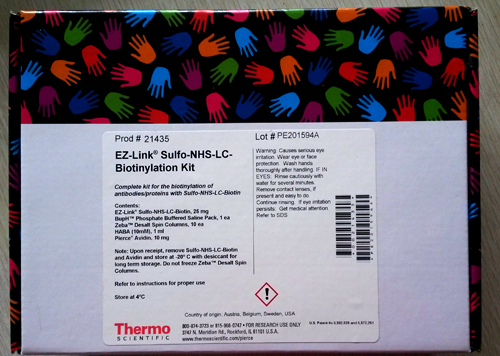 Prod # 21435
EZ-Link® Sulfo-NHS-LC-
Biotinylation Kit
Complete kit for the biotinylation of
antibodies/proteins with Sulfo-NHS-LC-Biotin
Contents:
EZ-Link® Sulfo-NHS-LC-Biotin, 25 mg
BupH™ Phosphate Buffered Saline Pack, 1 ea
Zeba™ Desalt Spin Columns, 10 ea
HABA (10mM), 1 ml
Pierce® Avidin, 10 mg
Note: Upon receipt, remove Sulfo-NHS-LC-Biotin
and Avidin and store at -20° C with desiccant for
long term storage. Do not freeze Zeba™ Desalt Spin
Columns.
Refer to instructions for proper use
Store at 4°C
Lot # PE201594A
Warning: Causes serious eye
irritation. Wear eye or face
protection. Wash hands
thoroughly after handling. IF IN
EYES: Rinse cautiously with
water for several minutes.
Remove contact lenses, if
present and easy to do.
Continue rinsing. If eye irritation
persists: Get medical attention.
Refer to SDS
Country of origin: Austria, Belgium, Sweden, USA
Thermo
SCIENTIFIC
800-874-3723 or 815-968-0747 • FOR RESEARCH USE ONLY
3747 N. Meridian RD, Rockford, IL 61101 U.S.A.
www.thermoscientific.com/pierce